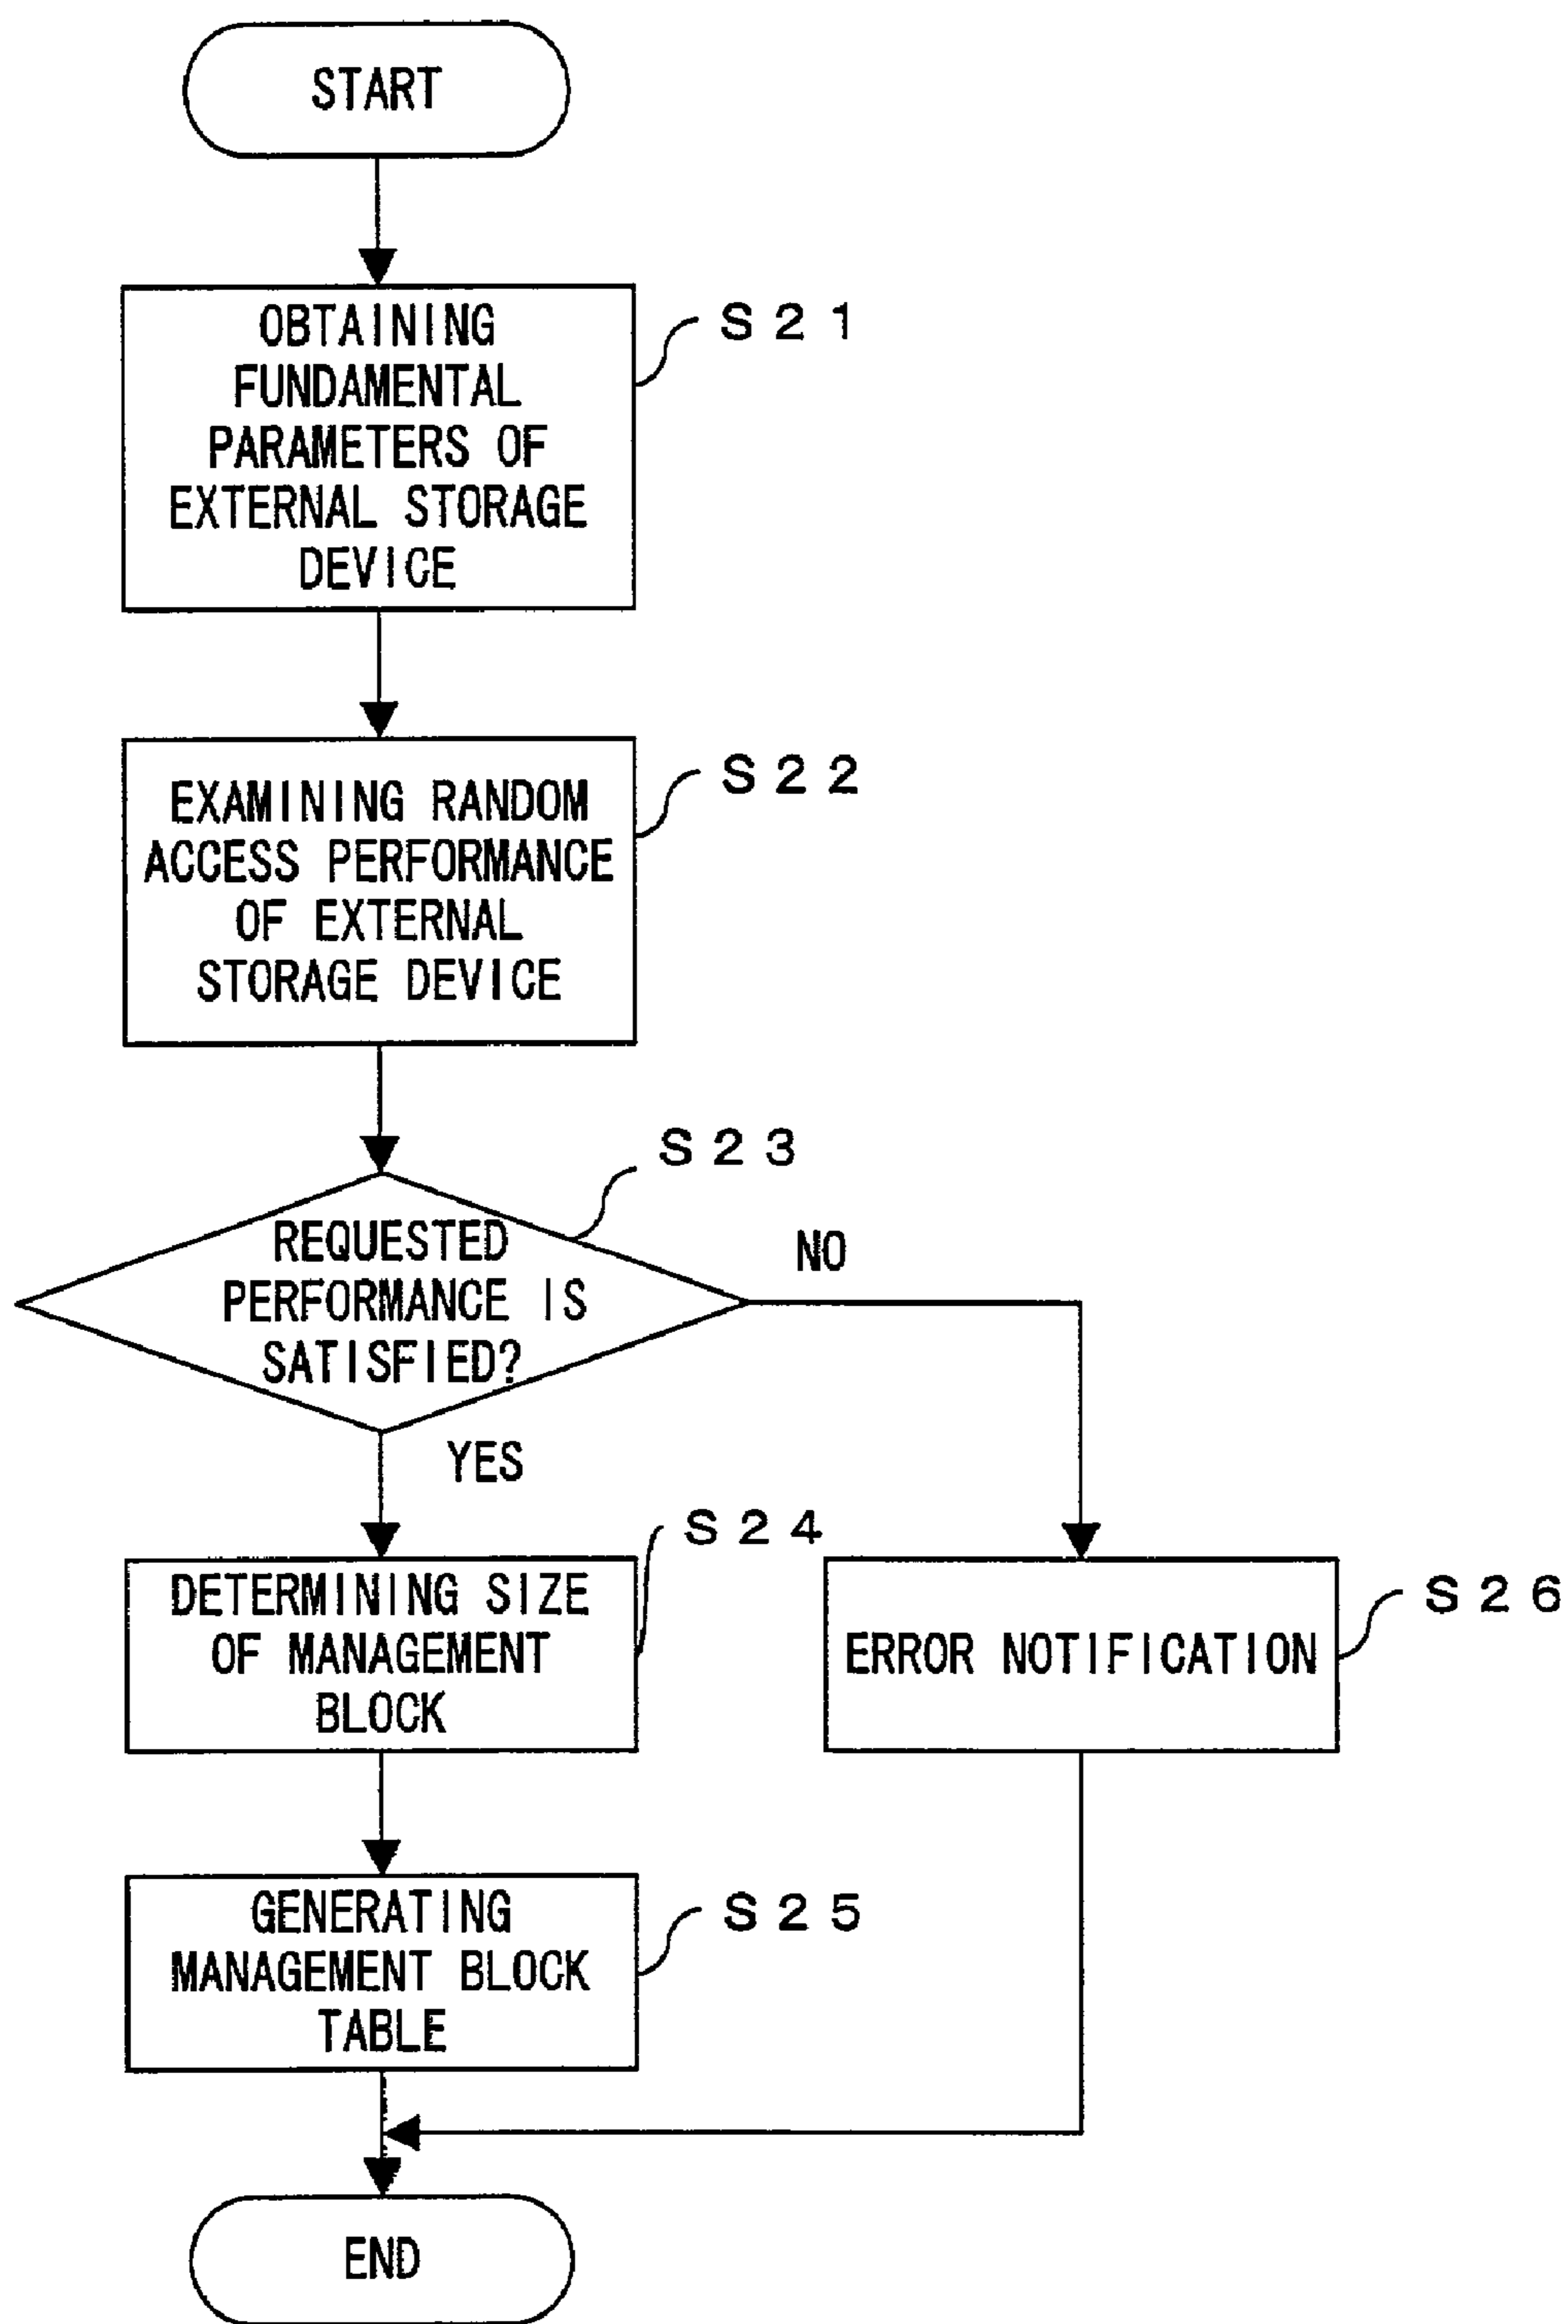 START
OBTAINING
FUNDAMENTAL
PARAMETERS OF
EXTERNAL STORAGE
DEVICE
S21
EXAMINING RANDOM
ACCESS PERFORMANCE
OF EXTERNAL
STORAGE DEVICE
S22
REQUESTED
PERFORMANCE IS
SATISFIED?
S23
NO
YES
DETERMINING SIZE
OF MANAGEMENT
BLOCK
S24
ERROR NOTIFICATION
S26
GENERATING
MANAGEMENT BLOCK
TABLE
S25
END